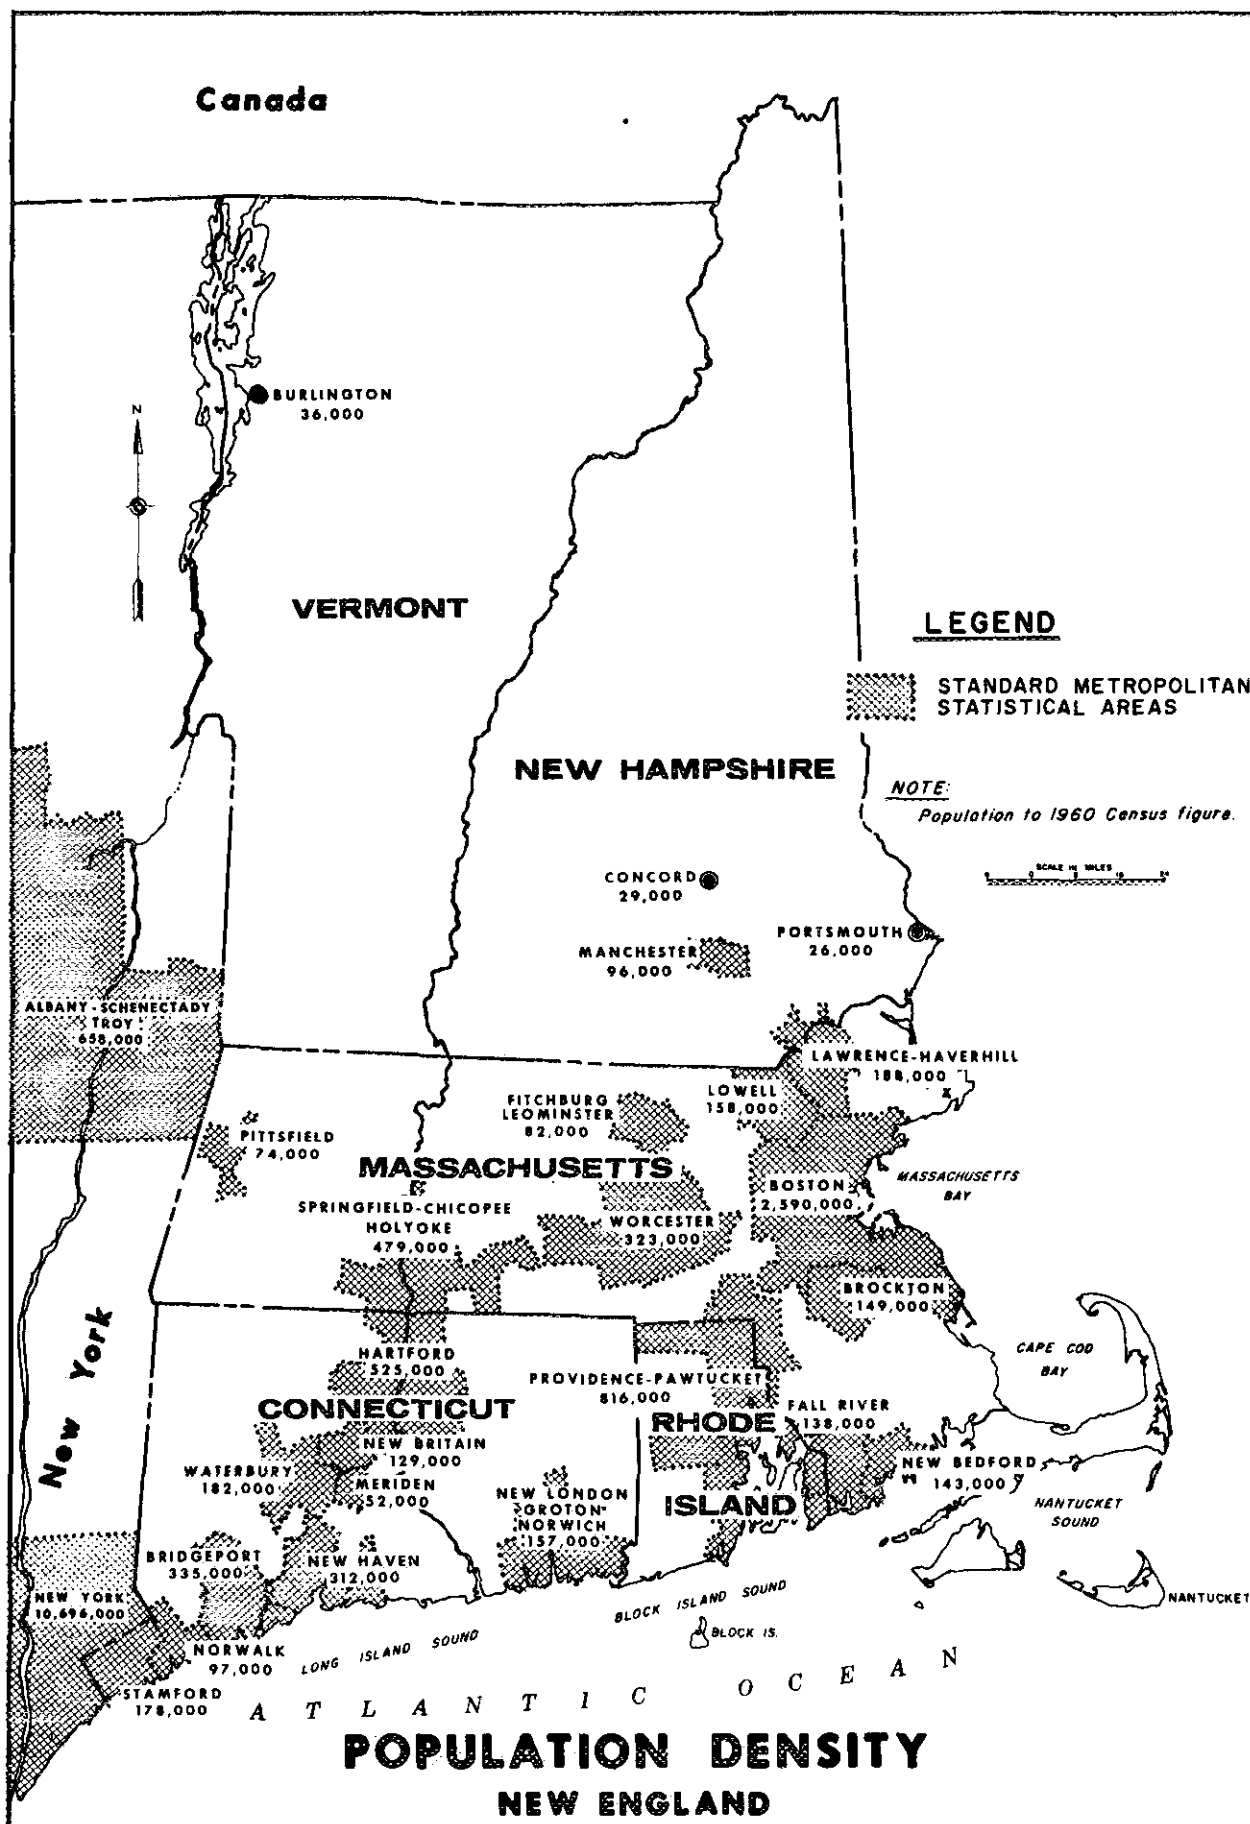 Canada
BURLINGTON
36,000
N
VERMONT
LEGEND
STANDARD METROPOLITAN
STATISTICAL AREAS
NEW HAMPSHIRE
NOTE:
Population to 1960 Census figure.
SCALE IN MILES
CONCORD
29,000
PORTSMOUTH
26,000
MANCHESTER
96,000
ALBANY-SCHENECTADY
TROY
658,000
LAWRENCE-HAVERHILL
188,000
LOWELL
158,000
FITCHBURG
LEOMINSTER
82,000
PITTSFIELD
74,000
MASSACHUSETTS
MASSACHUSETTS
BAY
BOSTON
2,590,000
SPRINGFIELD-CHICOPEE
HOLYOKE
479,000
WORCESTER
323,000
BROCKTON
149,000
New York
CAPE COD
BAY
HARTFORD
525,000
PROVIDENCE-PAWTUCKET
816,000
CONNECTICUT
RHODE
ISLAND
FALL RIVER
138,000
NEW BRITAIN
129,000
WATERBURY
182,000
MERIDEN
52,000
NEW BEDFORD
143,000
NEW LONDON
GROTON
NORWICH
157,000
NANTUCKET
SOUND
BRIDGEPORT
335,000
NEW HAVEN
312,000
NEW YORK
10,696,000
NANTUCKET
BLOCK ISLAND SOUND
BLOCK IS.
NORWALK
97,000
LONG ISLAND SOUND
STAMFORD
178,000
ATLANTIC OCEAN
POPULATION DENSITY
NEW ENGLAND